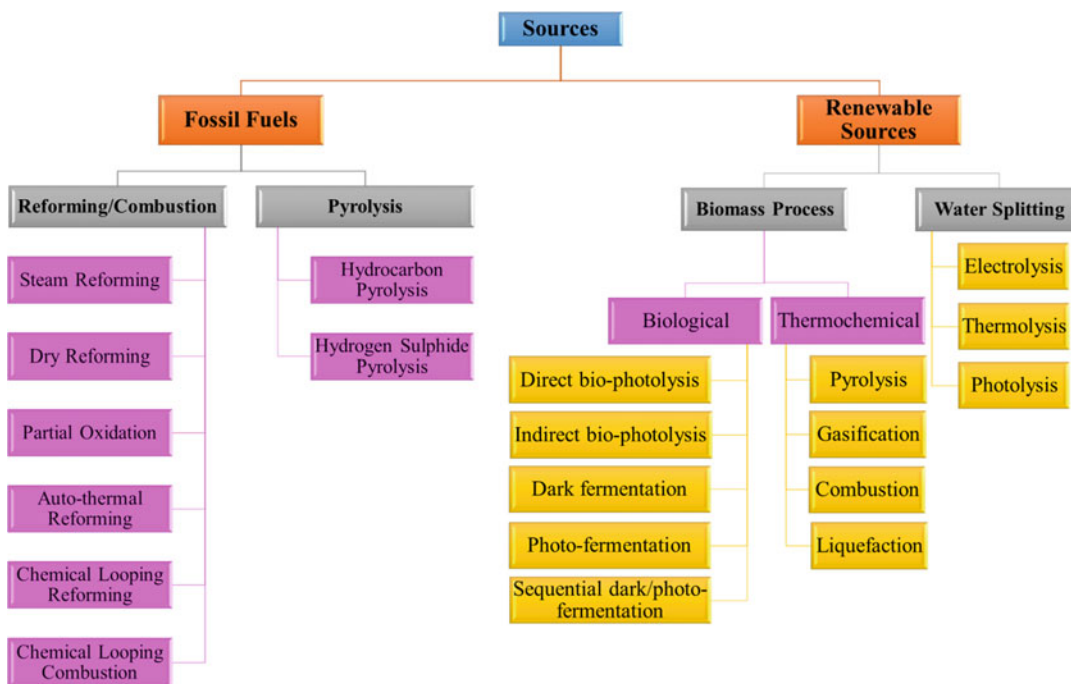 Sources
Fossil Fuels
Renewable
Sources
Reforming/Combustion
Pyrolysis
Biomass Process
Water Splitting
Steam Reforming
Dry Reforming
Partial Oxidation
Auto-thermal
Reforming
Chemical Looping
Reforming
Chemical Looping
Combustion
Hydrocarbon
Pyrolysis
Hydrogen Sulphide
Pyrolysis
Biological
Thermochemical
Direct bio-photolysis
Indirect bio-photolysis
Dark fermentation
Photo-fermentation
Sequential dark/photo-
fermentation
Pyrolysis
Gasification
Combustion
Liquefaction
Electrolysis
Thermolysis
Photolysis